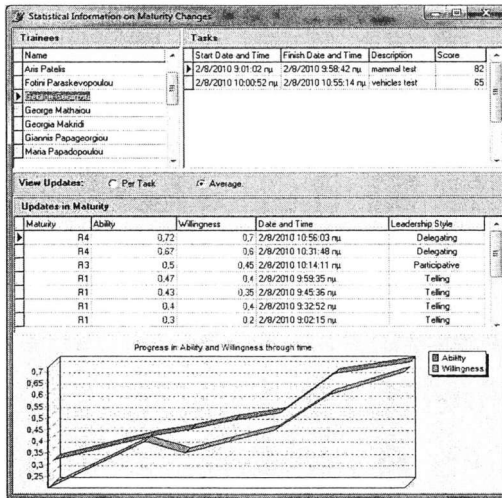 Statistical Information on Maturity Changes
Trainees
Tasks
Name
Aris Patelis
Fotini Paraskevopoulou
George Mathaiou
Georgia Makridi
Giannis Papageorgiou
Maria Papadopoulou
Start Date and Time Finish Date and Time Description Score
2/8/2010 9:01:02 πμ 2/8/2010 9:58:42 πμ mammal test 82
2/8/2010 10:00:52 πμ 2/8/2010 10:55:14 πμ vehicles test 65
View Updates: Per Task Average
Updates in Maturity
Maturity Ability Willingness Date and Time Leadership Style
R4 0,72 0,7 2/8/2010 10:56:03 πμ Delegating
R4 0,67 0,6 2/8/2010 10:31:48 πμ Delegating
R3 0,5 0,45 2/8/2010 10:14:11 πμ Participative
R1 0,47 0,4 2/8/2010 9:59:35 πμ Telling
R1 0,43 0,35 2/8/2010 9:45:36 πμ Telling
R1 0,4 0,4 2/8/2010 9:32:52 πμ Telling
R1 0,3 0,2 2/8/2010 9:02:15 πμ Telling
Progress in Ability and Willingness through time
0,7
0,65
0,6
0,55
0,5
0,45
0,4
0,35
0,3
0,25
Ability
Willingness